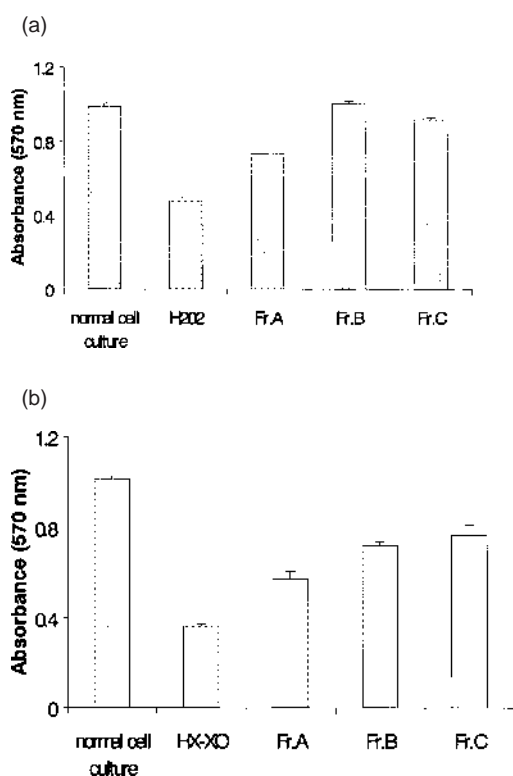 (a)
Absorbance (570 nm)
1.2
0.8
0.4
0
normal cell
culture
H202
Fr.A
Fr.B
Fr.C
(b)
Absorbance (570 nm)
1.2
0.8
0.4
0
normal cell
culture
HX-XO
Fr.A
Fr.B
Fr.C